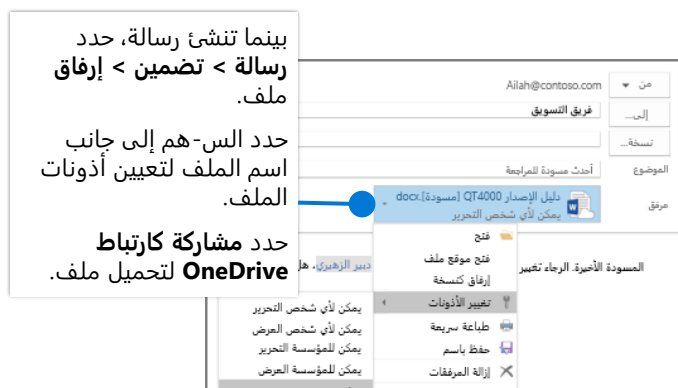 بينما تنشئ رسالة، حدد
رسالة > تضمين > إرفاق
ملف.
حدد الس-هم إلى جانب
اسم الملف لتعيين أذونات
الملف.
حدد مشاركة كارتباط
OneDrive لتحميل ملف.
من
Ailah@contoso.com
إلى...
فريق التسويق
نسخة...
الموضوع
أحدث مسودة للمراجعة
مرفق
دليل الإصدار QT4000 [مسودة].docx
يمكن لأي شخص التحرير
المسودة الأخيرة. الرجاء تغيير
دبير الزهيري، هل
فتح
فتح موقع ملف
إرفاق كنسخة
تغيير الأذونات
طباعة سريعة
حفظ باسم
إزالة المرفقات
يمكن لأي شخص التحرير
يمكن لأي شخص العرض
يمكن للمؤسسة التحرير
يمكن للمؤسسة العرض